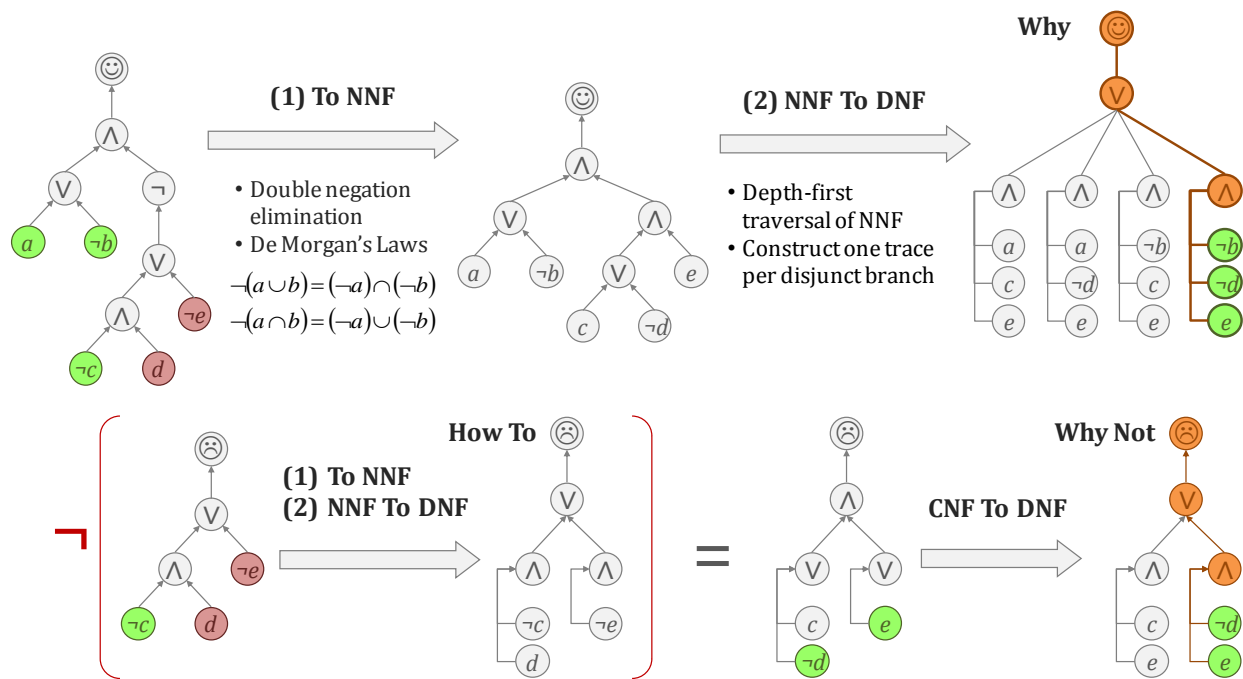 Why
(1) To NNF
(2) NNF To DNF
∧
∨
∨
¬
a
¬b
∨
∧
¬e
¬c
d
• Double negation
elimination
• De Morgan's Laws
¬(a∪b)=(¬a)∩(¬b)
¬(a∩b)=(¬a)∪(¬b)
∧
∨
∧
a
¬b
∨
e
c
¬d
• Depth-first
traversal of NNF
• Construct one trace
per disjunct branch
∧ ∧ ∧ ∧
a a ¬b ¬b
c ¬d c ¬d
e e e e
How To
Why Not
(1) To NNF
(2) NNF To DNF
¬
∨
∧
¬e
¬c
d
∨
∧ ∧
¬c ¬e
d
=
∧
∨ ∨
c e
¬d
CNF To DNF
∨
∧ ∧
c ¬d
e e